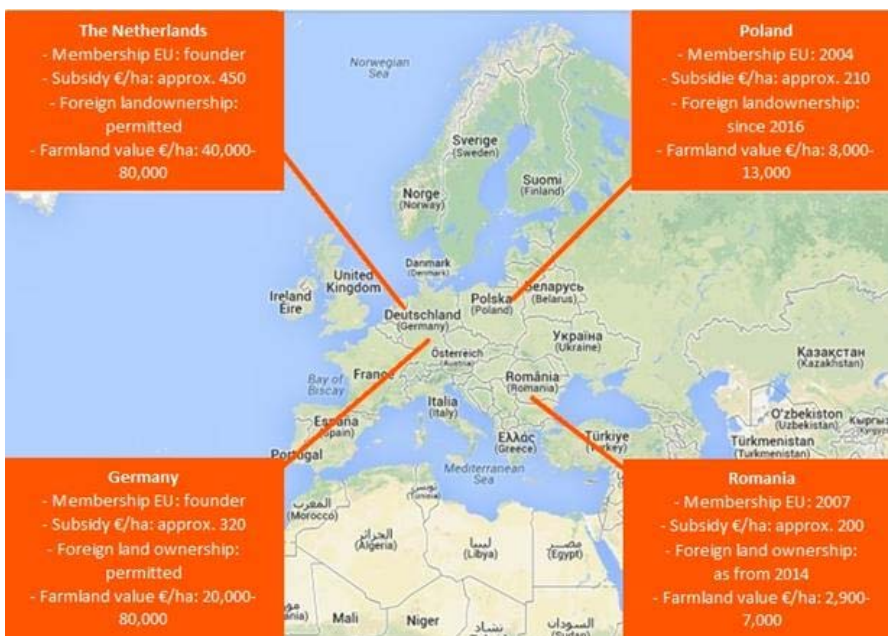 The Netherlands
- Membership EU: founder
- Subsidy €/ha: approx. 450
- Foreign landownership:
permitted
- Farmland value €/ha: 40,000-
80,000
Poland
- Membership EU: 2004
- Subsidie €/ha: approx. 210
- Foreign landownership:
since 2016
- Farmland value €/ha: 8,000-
13,000
Norwegian
Sea
Sverige
(Sweden)
Suomi
(Finland)
Norge
(Norway)
Danmark
(Denmark)
United
Kingdom
Ireland
Éire
Polska
(Poland)
Беларусь
(Belarus)
Deutschland
(Germany)
Україна
(Ukraine)
Österreich
(Austria)
Қазақстан
(Kazakhstan)
France
Bay of
Biscay
România
(Romania)
Italia
(Italy)
España
(Spain)
Portugal
Ελλάς
(Greece)
Türkiye
(Turkey)
O'zbekiston
(Uzbekistan)
Кыргыз
Türkmenistan
(Turkmenistan)
Mediterranean
Sea
Germany
- Membership EU: founder
- Subsidy €/ha: approx. 320
- Foreign land ownership:
permitted
- Farmland value €/ha: 20,000-
80,000
Romania
- Membership EU: 2007
- Subsidy €/ha: approx. 200
- Foreign land ownership:
as from 2014
- Farmland value €/ha: 2,900-
7,000
تونس
(Tunisia)
المغرب
(Morocco)
الجزائر
(Algeria)
ليبيا
(Libya)
مصر
(Egypt)
Mali
Niger
تشاد
السودان
(Sudan)